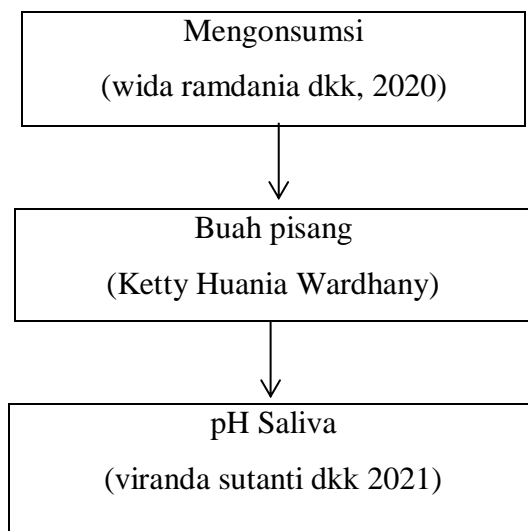 Mengonsumsi
(wida ramdania dkk, 2020)
Buah pisang
(Ketty Huania Wardhany)
pH Saliva
(viranda sutanti dkk 2021)